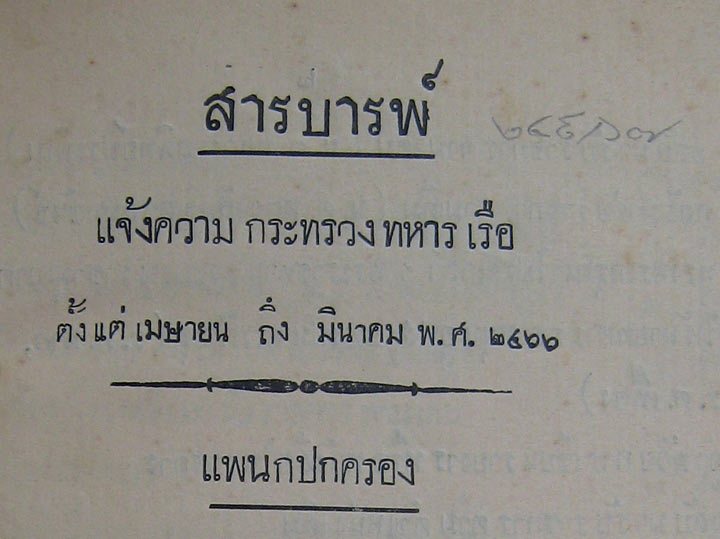 สารบารพ์
แจ้งความ กระทรวง ทหาร เรือ
ตั้งแต่ เมษายน ถึง มีนาคม พ. ศ. ๒๔๖๖
แพนกปกครอง